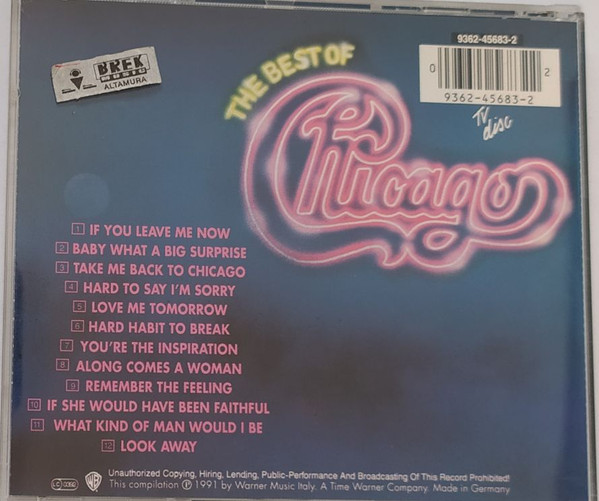 BREK
MUSIC
ALTAMURA
THE BEST OF
Chicago
9362-45683-2
0 2
9362-45683-2
TV
disc
1 IF YOU LEAVE ME NOW
2 BABY WHAT A BIG SURPRISE
3 TAKE ME BACK TO CHICAGO
4 HARD TO SAY I'M SORRY
5 LOVE ME TOMORROW
6 HARD HABIT TO BREAK
7 YOU'RE THE INSPIRATION
8 ALONG COMES A WOMAN
9 REMEMBER THE FEELING
10 IF SHE WOULD HAVE BEEN FAITHFUL
11 WHAT KIND OF MAN WOULD I BE
12 LOOK AWAY
Unauthorized Copying, Hiring, Lending, Public-Performance And Broadcasting Of This Record Prohibited!
This compilation ℗ 1991 by Warner Music Italy. A Time Warner Company. Made in Germany